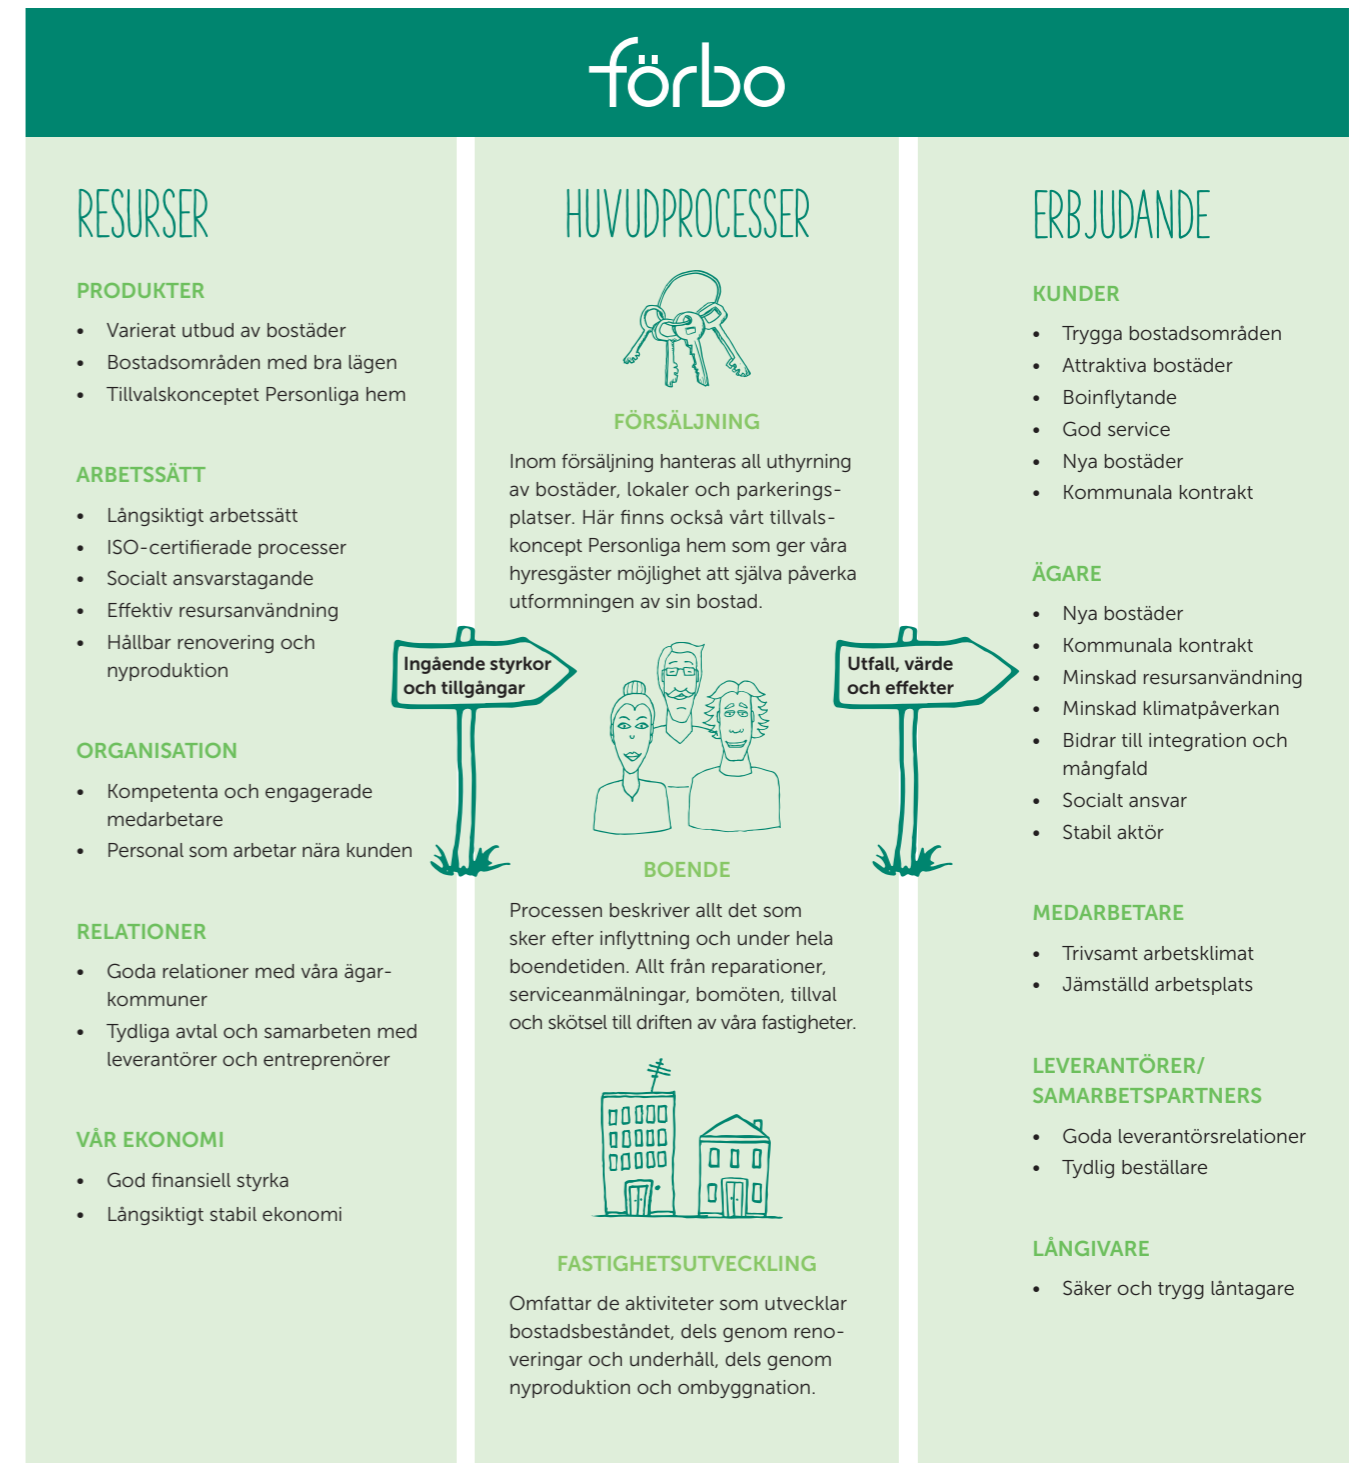 förbo
RESURSER
PRODUKTER
• Varierat utbud av bostäder
• Bostadsområden med bra lägen
• Tillvalskonceptet Personliga hem
ARBETSSÄTT
• Långsiktigt arbetssätt
• ISO-certifierade processer
• Socialt ansvarstagande
• Effektiv resursanvändning
• Hållbar renovering och
nyproduktion
ORGANISATION
• Kompetenta och engagerade
medarbetare
• Personal som arbetar nära kunden
RELATIONER
• Goda relationer med våra ägar-
kommuner
• Tydliga avtal och samarbeten med
leverantörer och entreprenörer
VÅR EKONOMI
• God finansiell styrka
• Långsiktigt stabil ekonomi
Ingående styrkor
och tillgångar
HUVUDPROCESSER
FÖRSÄLJNING
Inom försäljning hanteras all uthyrning
av bostäder, lokaler och parkerings-
platser. Här finns också vårt tillvals-
koncept Personliga hem som ger våra
hyresgäster möjlighet att själva påverka
utformningen av sin bostad.
BOENDE
Processen beskriver allt det som
sker efter inflyttning och under hela
boendetiden. Allt från reparationer,
serviceanmälningar, bomöten, tillval
och skötsel till driften av våra fastigheter.
FASTIGHETSUTVECKLING
Omfattar de aktiviteter som utvecklar
bostadsbeståndet, dels genom reno-
veringar och underhåll, dels genom
nyproduktion och ombyggnation.
Utfall, värde
och effekter
ERBJUDANDE
KUNDER
• Trygga bostadsområden
• Attraktiva bostäder
• Boinflytande
• God service
• Nya bostäder
• Kommunala kontrakt
ÄGARE
• Nya bostäder
• Kommunala kontrakt
• Minskad resursanvändning
• Minskad klimatpåverkan
• Bidrar till integration och
mångfald
• Socialt ansvar
• Stabil aktör
MEDARBETARE
• Trivsamt arbetsklimat
• Jämställd arbetsplats
LEVERANTÖRER/
SAMARBETSPARTNERS
• Goda leverantörsrelationer
• Tydlig beställare
LÅNGIVARE
• Säker och trygg låntagare